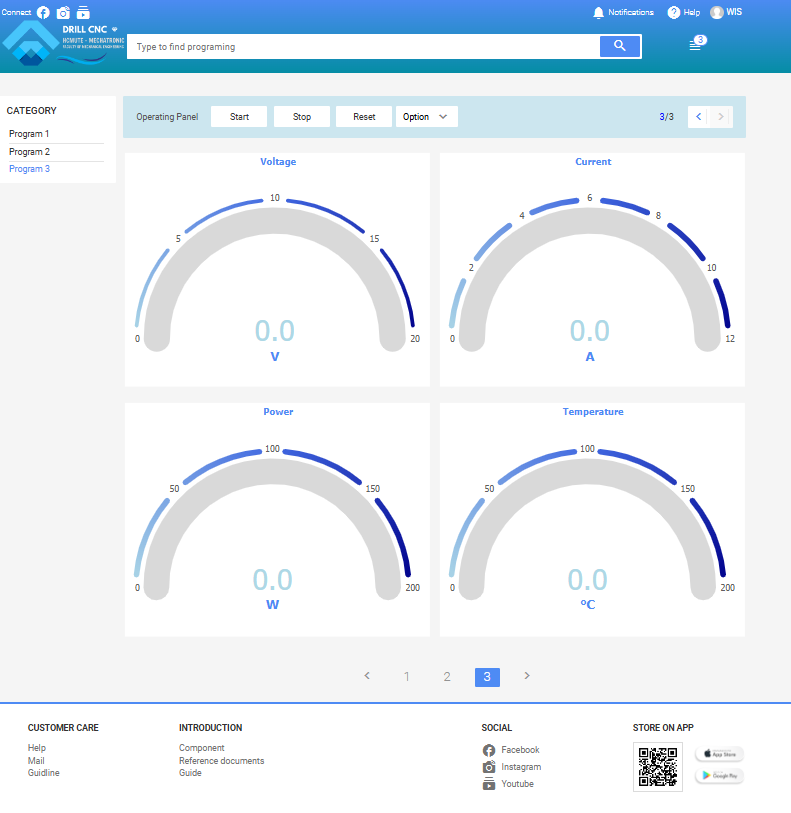 Connect
Notifications
Help
WIS
DRILL CNC
HCMUTE - MECHATRONIC
FACULTY OF MECHANICAL ENGINEERING
Type to find programing
3
CATEGORY
Program 1
Program 2
Program 3
Operating Panel
Start
Stop
Reset
Option
3/3
Voltage
0
5
10
15
20
0.0
V
Current
0
2
4
6
8
10
12
0.0
A
Power
0
50
100
150
200
0.0
W
Temperature
0
50
100
150
200
0.0
°C
1
2
3
CUSTOMER CARE
Help
Mail
Guidline
INTRODUCTION
Component
Reference documents
Guide
SOCIAL
Facebook
Instagram
Youtube
STORE ON APP
App Store
Google Play